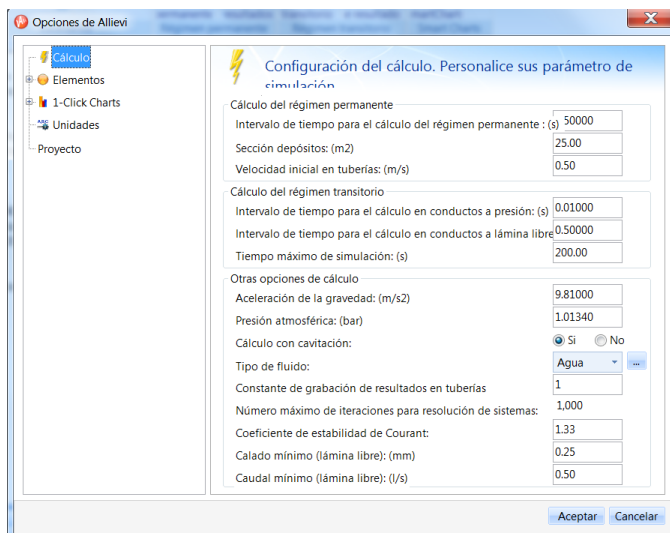 Opciones de Allievi
Cálculo
Elementos
1-Click Charts
Unidades
Proyecto
Configuración del cálculo. Personalice sus parámetro de
simulación
Cálculo del régimen permanente
Intervalo de tiempo para el cálculo del régimen permanente : (s) 50000
Sección depósitos: (m2) 25.00
Velocidad inicial en tuberías: (m/s) 0.50
Cálculo del régimen transitorio
Intervalo de tiempo para el cálculo en conductos a presión: (s) 0.01000
Intervalo de tiempo para el cálculo en conductos a lámina libre 0.50000
Tiempo máximo de simulación: (s) 200.00
Otras opciones de cálculo
Aceleración de la gravedad: (m/s2) 9.81000
Presión atmosférica: (bar) 1.01340
Cálculo con cavitación: Si No
Tipo de fluido: Agua ...
Constante de grabación de resultados en tuberías 1
Número máximo de iteraciones para resolución de sistemas: 1,000
Coeficiente de estabilidad de Courant: 1.33
Calado mínimo (lámina libre): (mm) 0.25
Caudal mínimo (lámina libre): (l/s) 0.50
Aceptar Cancelar